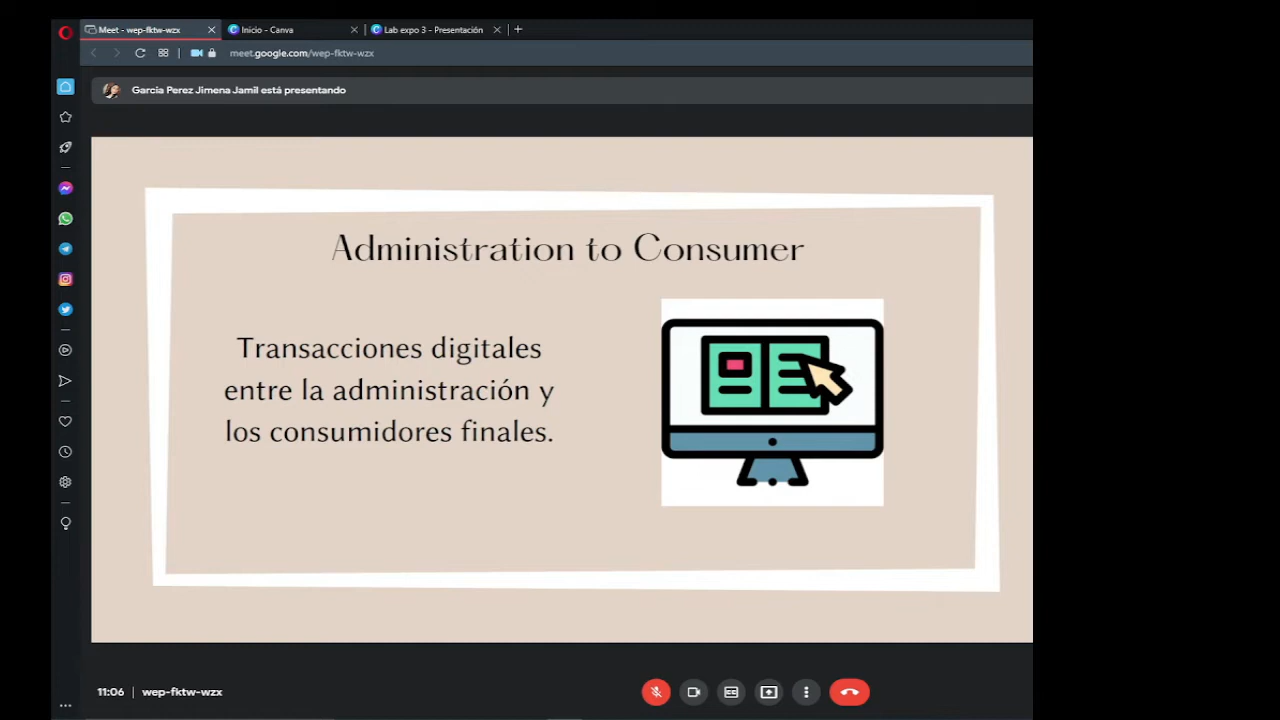 Meet - wep-fktw-wzx
Inicio - Canva
Lab expo 3 - Presentación
meet.google.com/wep-fktw-wzx
Garcia Perez Jimena Jamil está presentando
Administration to Consumer
Transacciones digitales
entre la administración y
los consumidores finales.
11:06 | wep-fktw-wzx